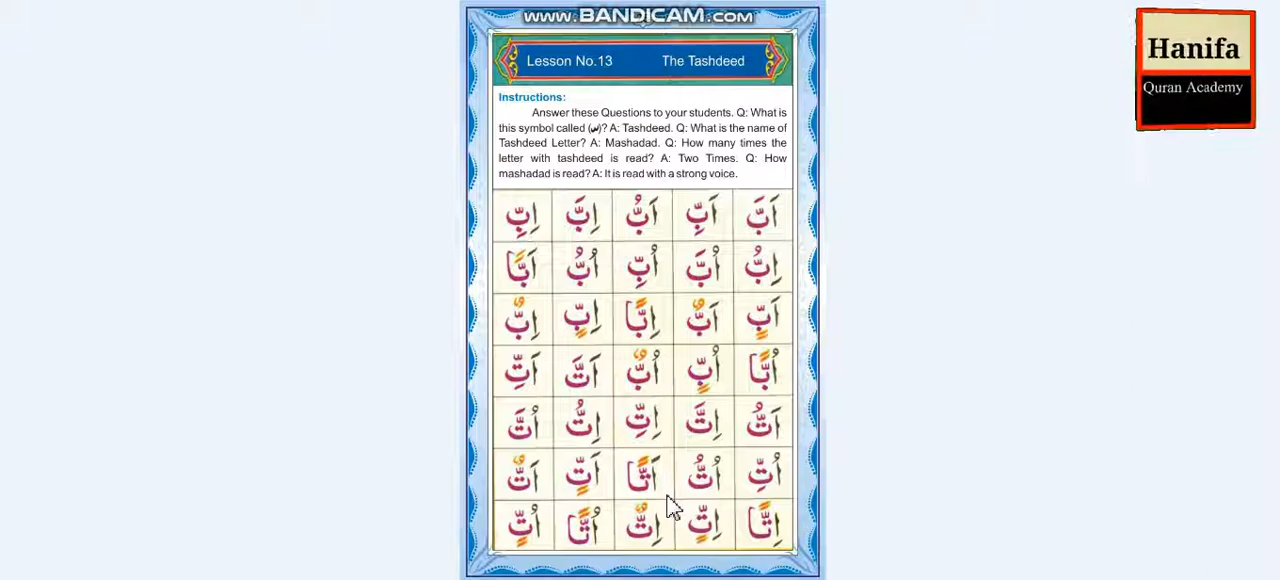 www.BANDICAM.com
Hanifa
Quran Academy
Lesson No.13 The Tashdeed
Instructions:
Answer these Questions to your students. Q: What is
this symbol called (ّ)? A: Tashdeed. Q: What is the name of
Tashdeed Letter? A: Mashadad. Q: How many times the
letter with tashdeed is read? A: Two Times. Q: How
mashadad is read? A: It is read with a strong voice.
اَبَّ اَبِّ اَبُّ اِبَّ اِبِّ
اِبُّ اُبَّ اُبِّ اُبُّ اَبًّا
اَبٍّ اَبٌّ اِبًّا اِبٍّ اِبٌّ
اُبًّا اُبٍّ اُبٌّ اَتَّ اَتِّ
اَتُّ اِتَّ اِتِّ اِتُّ اُتَّ
اُتِّ اُتُّ اَتًّا اَتٍّ اَتٌّ
اِتًّا اِتٍّ اِتٌّ اُتًّا اُتٍّ